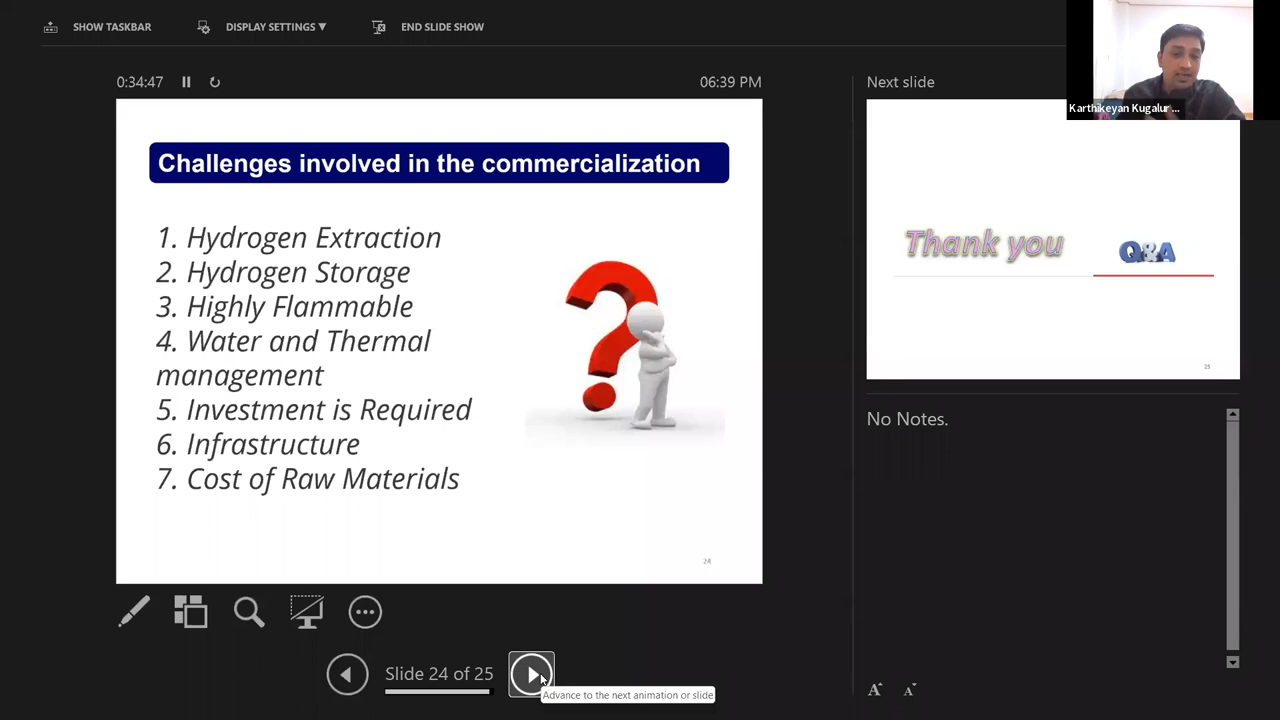 SHOW TASKBAR
DISPLAY SETTINGS ▼
END SLIDE SHOW
Karthikeyan Kugalur ...
0:34:47
06:39 PM
Next slide
Challenges involved in the commercialization
1. Hydrogen Extraction
2. Hydrogen Storage
3. Highly Flammable
4. Water and Thermal
management
5. Investment is Required
6. Infrastructure
7. Cost of Raw Materials
24
Thank you
Q&A
25
No Notes.
Slide 24 of 25
Advance to the next animation or slide
A A